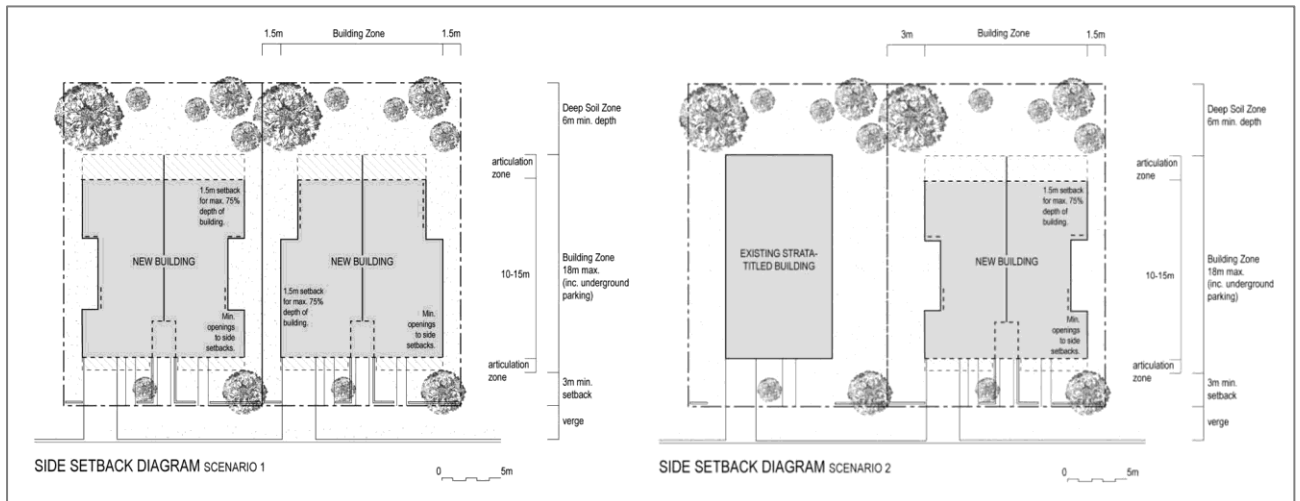 1.5m
Building Zone
1.5m
Deep Soil Zone
6m min. depth
articulation
zone
1.5m setback
for max. 75%
depth of
building.
NEW BUILDING
NEW BUILDING
10-15m
Building Zone
18m max.
(inc. underground
parking)
1.5m setback
for max. 75%
depth of
building.
Min.
openings
to side
setbacks.
Min.
openings
to side
setbacks.
articulation
zone
3m min.
setback
verge
SIDE SETBACK DIAGRAM SCENARIO 1
0
5m
3m
Building Zone
1.5m
Deep Soil Zone
6m min. depth
articulation
zone
1.5m setback
for max. 75%
depth of
building.
EXISTING STRATA-
TITLED BUILDING
NEW BUILDING
10-15m
Building Zone
18m max.
(inc. underground
parking)
Min.
openings
to side
setbacks.
articulation
zone
3m min.
setback
verge
SIDE SETBACK DIAGRAM SCENARIO 2
0
5m